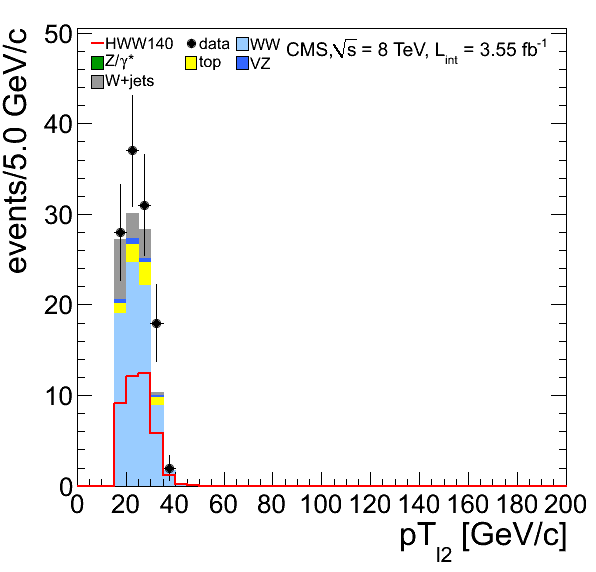 HWW140 data WW
Z/γ* top VZ
W+jets
CMS,√s = 8 TeV, L_int = 3.55 fb⁻¹
events/5.0 GeV/c
50
40
30
20
10
0
0 20 40 60 80 100 120 140 160 180 200
pT_l2 [GeV/c]